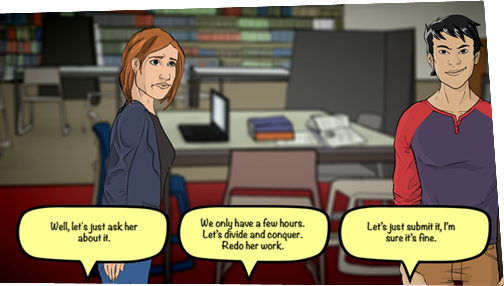 Well, let's just ask her
about it.
We only have a few hours.
Let's divide and conquer.
Redo her work.
Let's just submit it, I'm
sure it's fine.